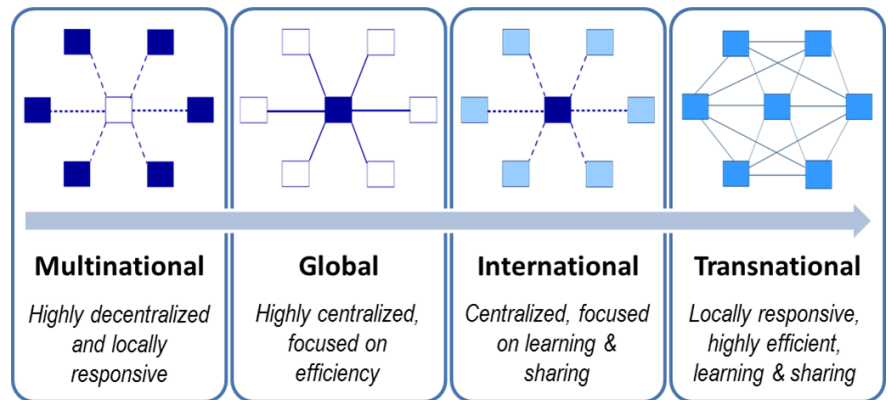 Multinational
Highly decentralized
and locally
responsive
Global
Highly centralized,
focused on
efficiency
International
Centralized, focused
on learning &
sharing
Transnational
Locally responsive,
highly efficient,
learning & sharing